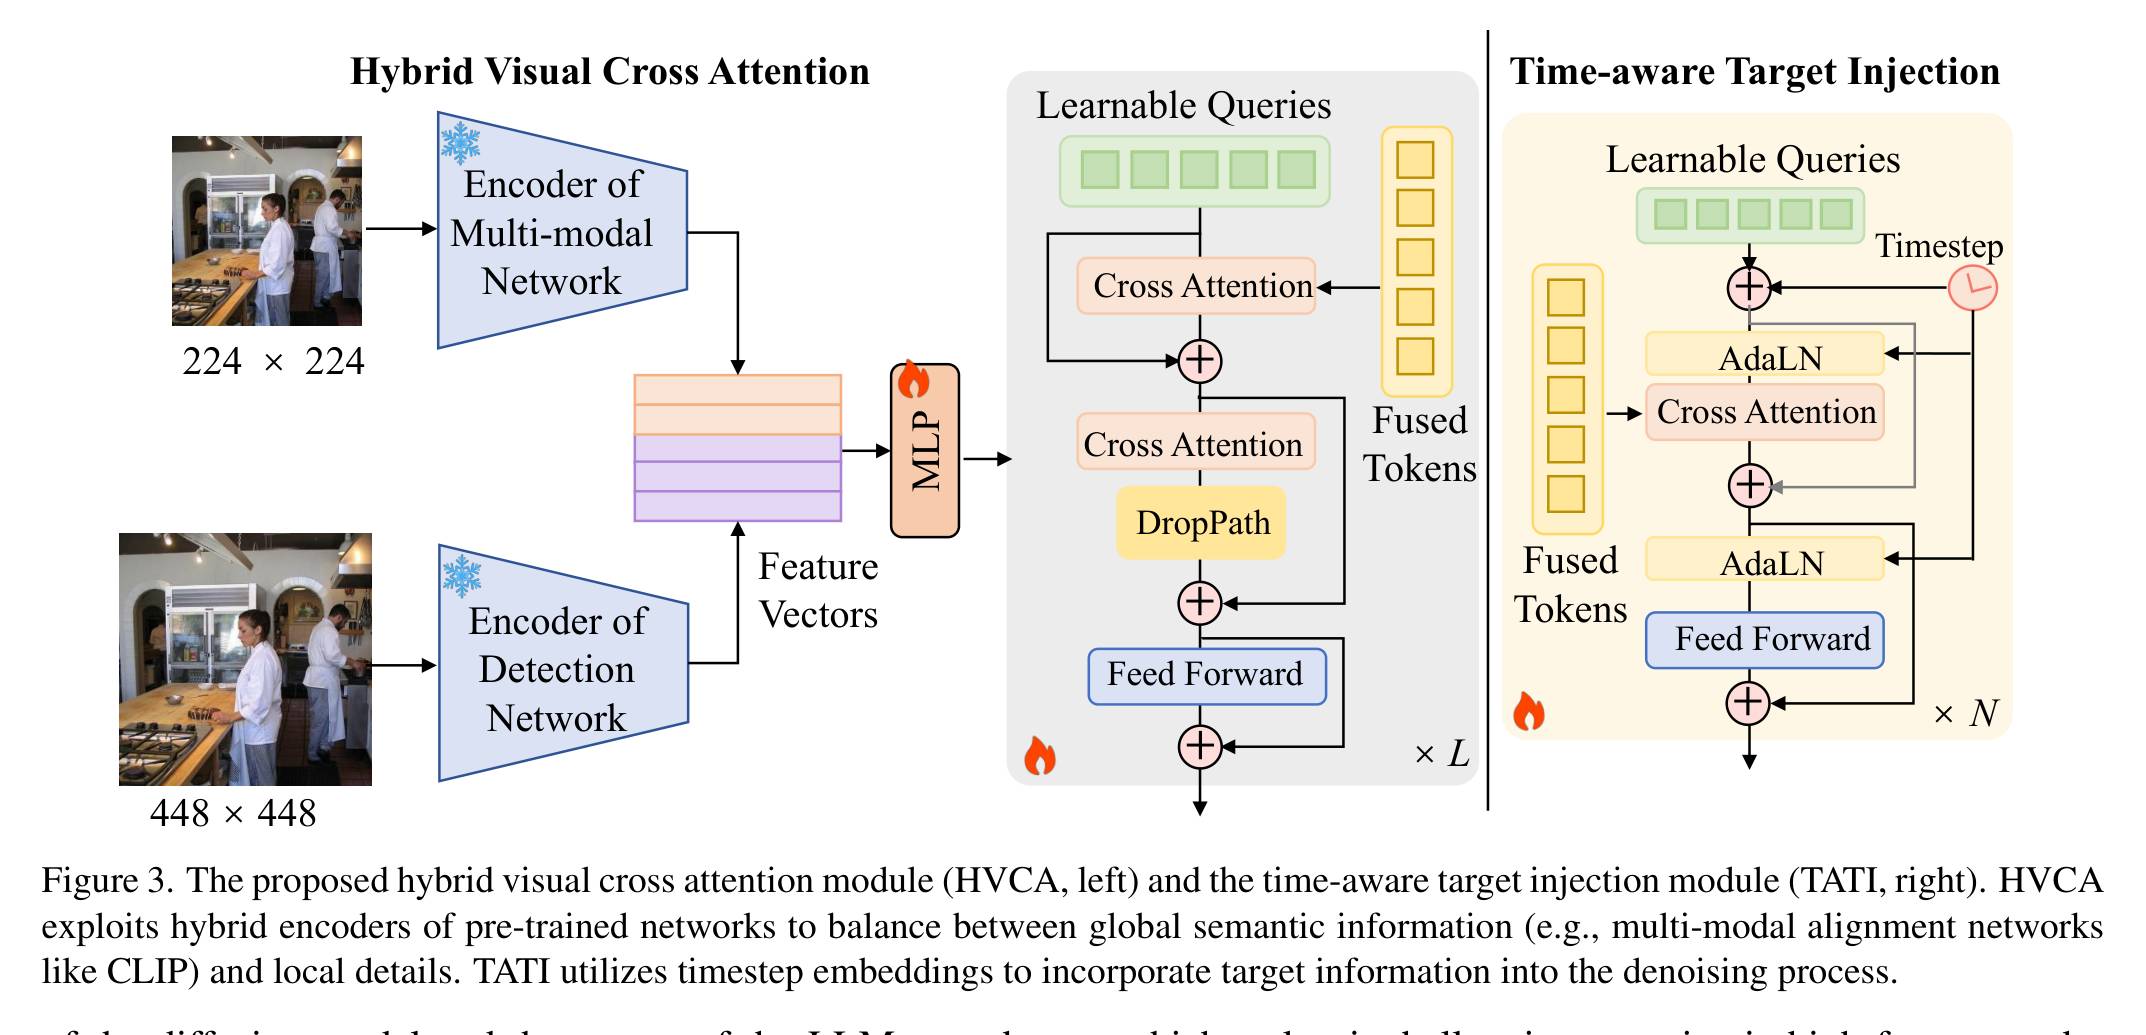 Hybrid Visual Cross Attention
224 × 224
Encoder of
Multi-modal
Network
448 × 448
Encoder of
Detection
Network
Feature
Vectors
MLP
Learnable Queries
Cross Attention
Fused
Tokens
Cross Attention
DropPath
Feed Forward
× L
Time-aware Target Injection
Learnable Queries
Timestep
AdaLN
Cross Attention
Fused
Tokens
AdaLN
Feed Forward
× N
Figure 3. The proposed hybrid visual cross attention module (HVCA, left) and the time-aware target injection module (TATI, right). HVCA
exploits hybrid encoders of pre-trained networks to balance between global semantic information (e.g., multi-modal alignment networks
like CLIP) and local details. TATI utilizes timestep embeddings to incorporate target information into the denoising process.